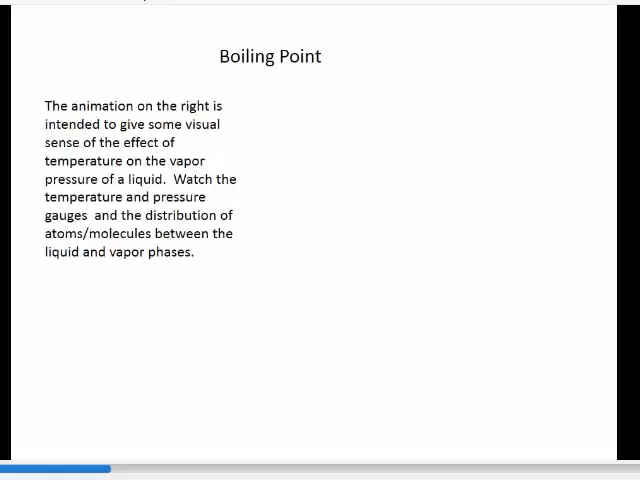 Boiling Point
The animation on the right is
intended to give some visual
sense of the effect of
temperature on the vapor
pressure of a liquid.  Watch the
temperature and pressure
gauges  and the distribution of
atoms/molecules between the
liquid and vapor phases.